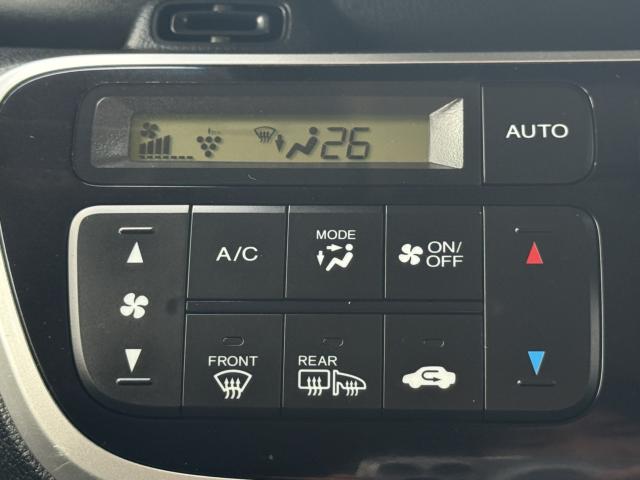 26
AUTO
A/C
MODE
ON/
OFF
FRONT
REAR